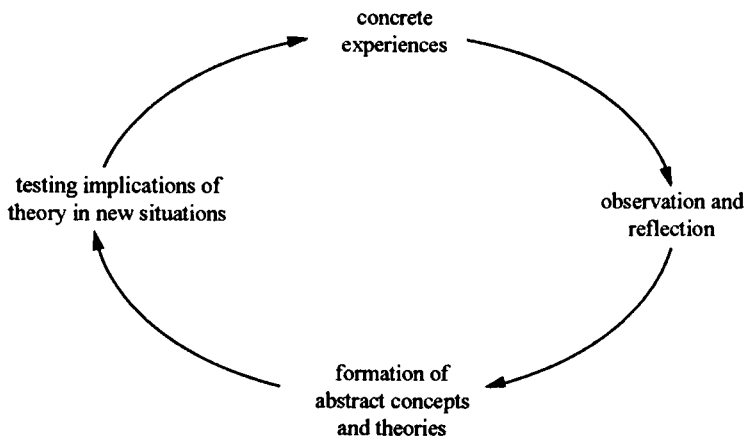 concrete
experiences
observation and
reflection
formation of
abstract concepts
and theories
testing implications of
theory in new situations